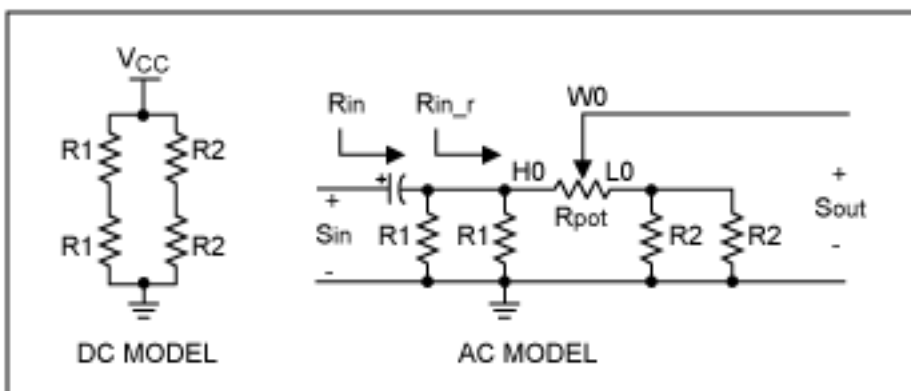 VCC
R1 R2
R1 R2
DC MODEL
Rin Rin_r W0
H0 L0
+ +
Rpot
+ +
Sin R1 R1 R2 R2 Sout
- -
AC MODEL